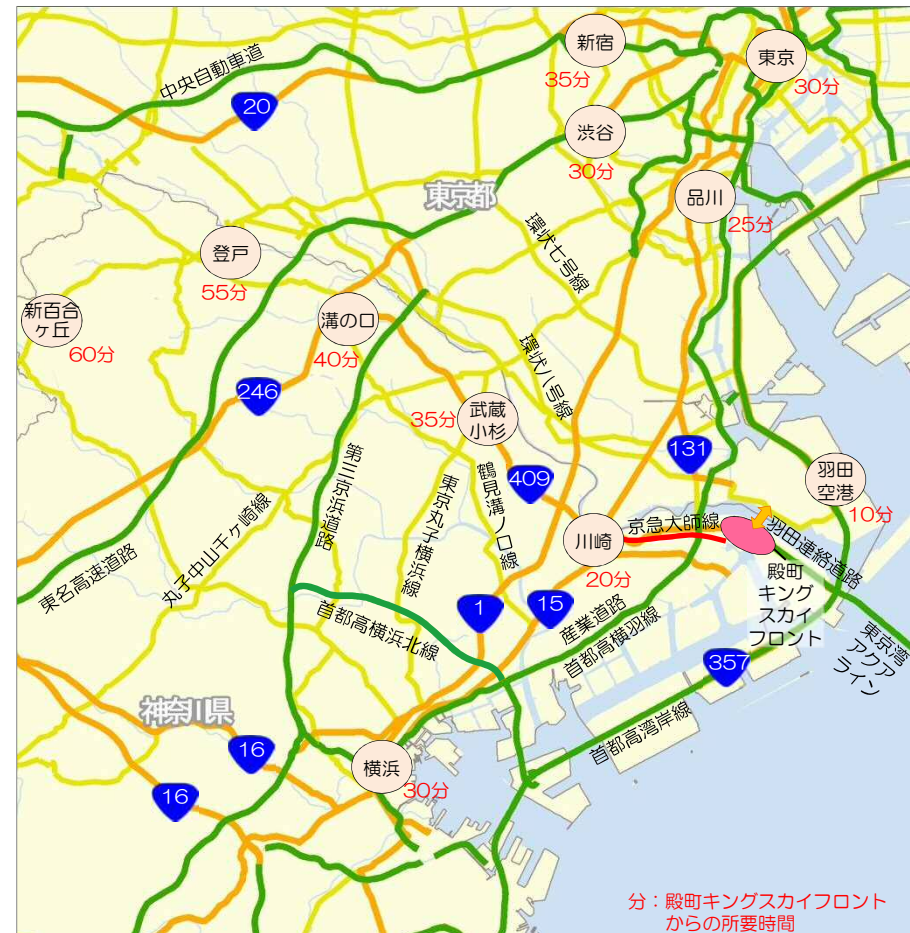 新宿
35分
東京
30分
中央自動車道
20
渋谷
30分
東京都
品川
25分
環状七号線
登戸
55分
新百合
ヶ丘
60分
溝の口
40分
環状八号線
246
35分
武蔵
小杉
409
131
羽田
空港
10分
第三京浜道路
東京丸子横浜線
鶴見溝ノ口線
京急大師線
川崎
20分
羽田連絡道路
殿町
キング
スカイ
フロント
東名高速道路
丸子中山千ヶ崎線
首都高横浜北線
1
15
産業道路
首都高横羽線
東京湾
アクア
ライン
357
首都高湾岸線
神奈川県
16
16
横浜
30分
分：殿町キングスカイフロント
からの所要時間